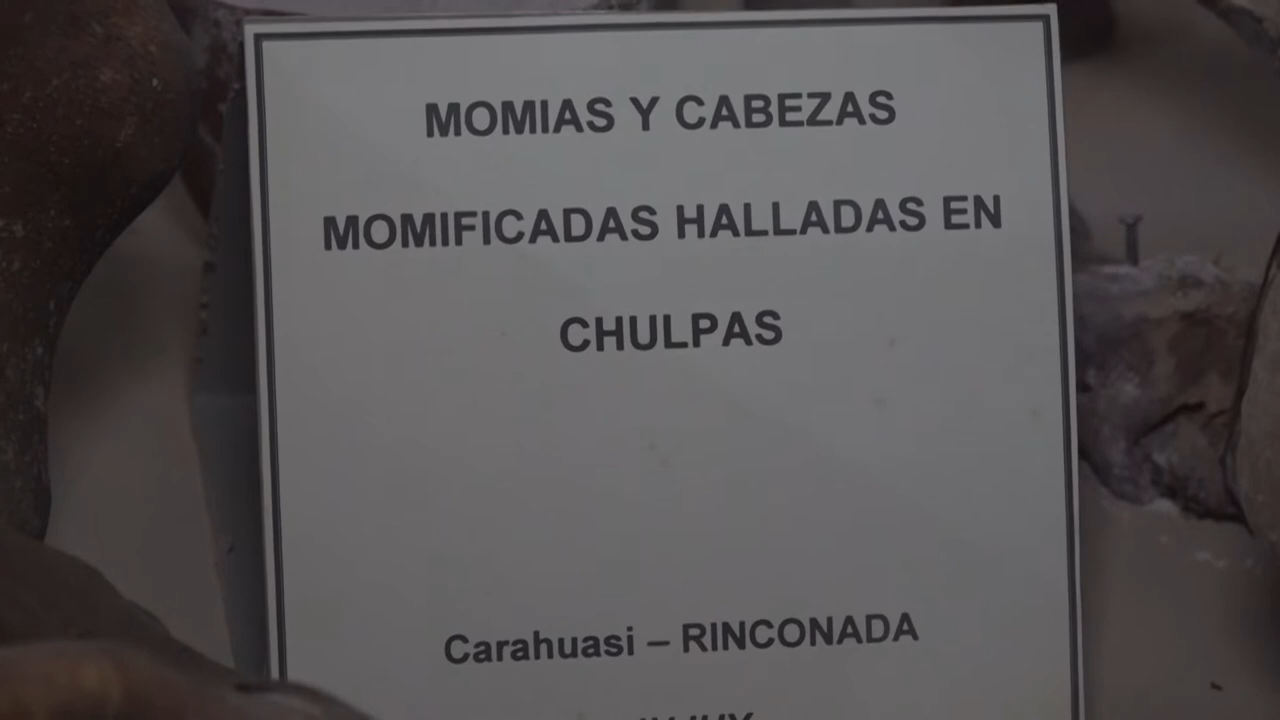 MOMIAS Y CABEZAS
MOMIFICADAS HALLADAS EN
CHULPAS
Carahuasi – RINCONADA